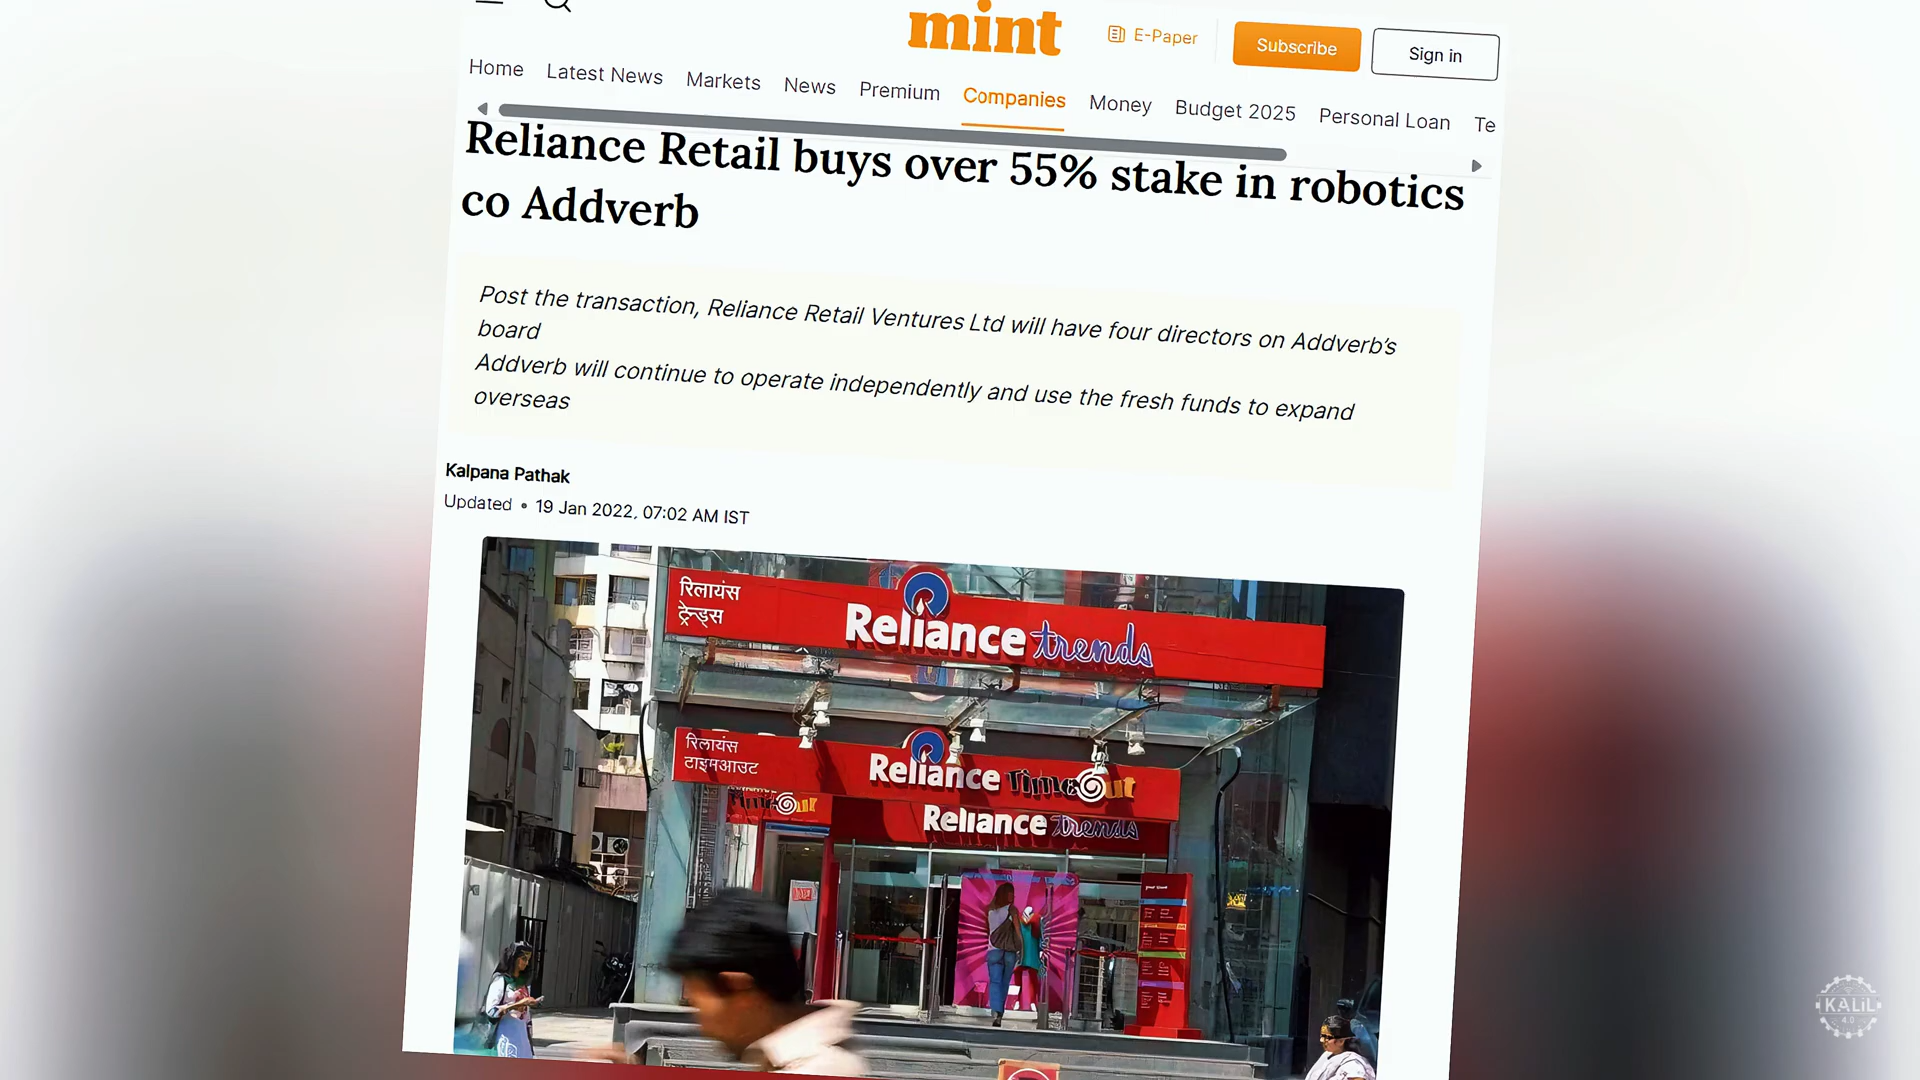 mint
E-Paper
Subscribe
Sign in
Home Latest News Markets News Premium Companies Money Budget 2025 Personal Loan Te
Reliance Retail buys over 55% stake in robotics
co Addverb
Post the transaction, Reliance Retail Ventures Ltd will have four directors on Addverb's
board
Addverb will continue to operate independently and use the fresh funds to expand
overseas
Kalpana Pathak
Updated • 19 Jan 2022, 07:02 AM IST
रिलायंस
ट्रेन्ड्स
Reliance trends
रिलायंस
टाइमआउट
Reliance TimeOut
TimeOut
Reliance trends
KALiL
4.0